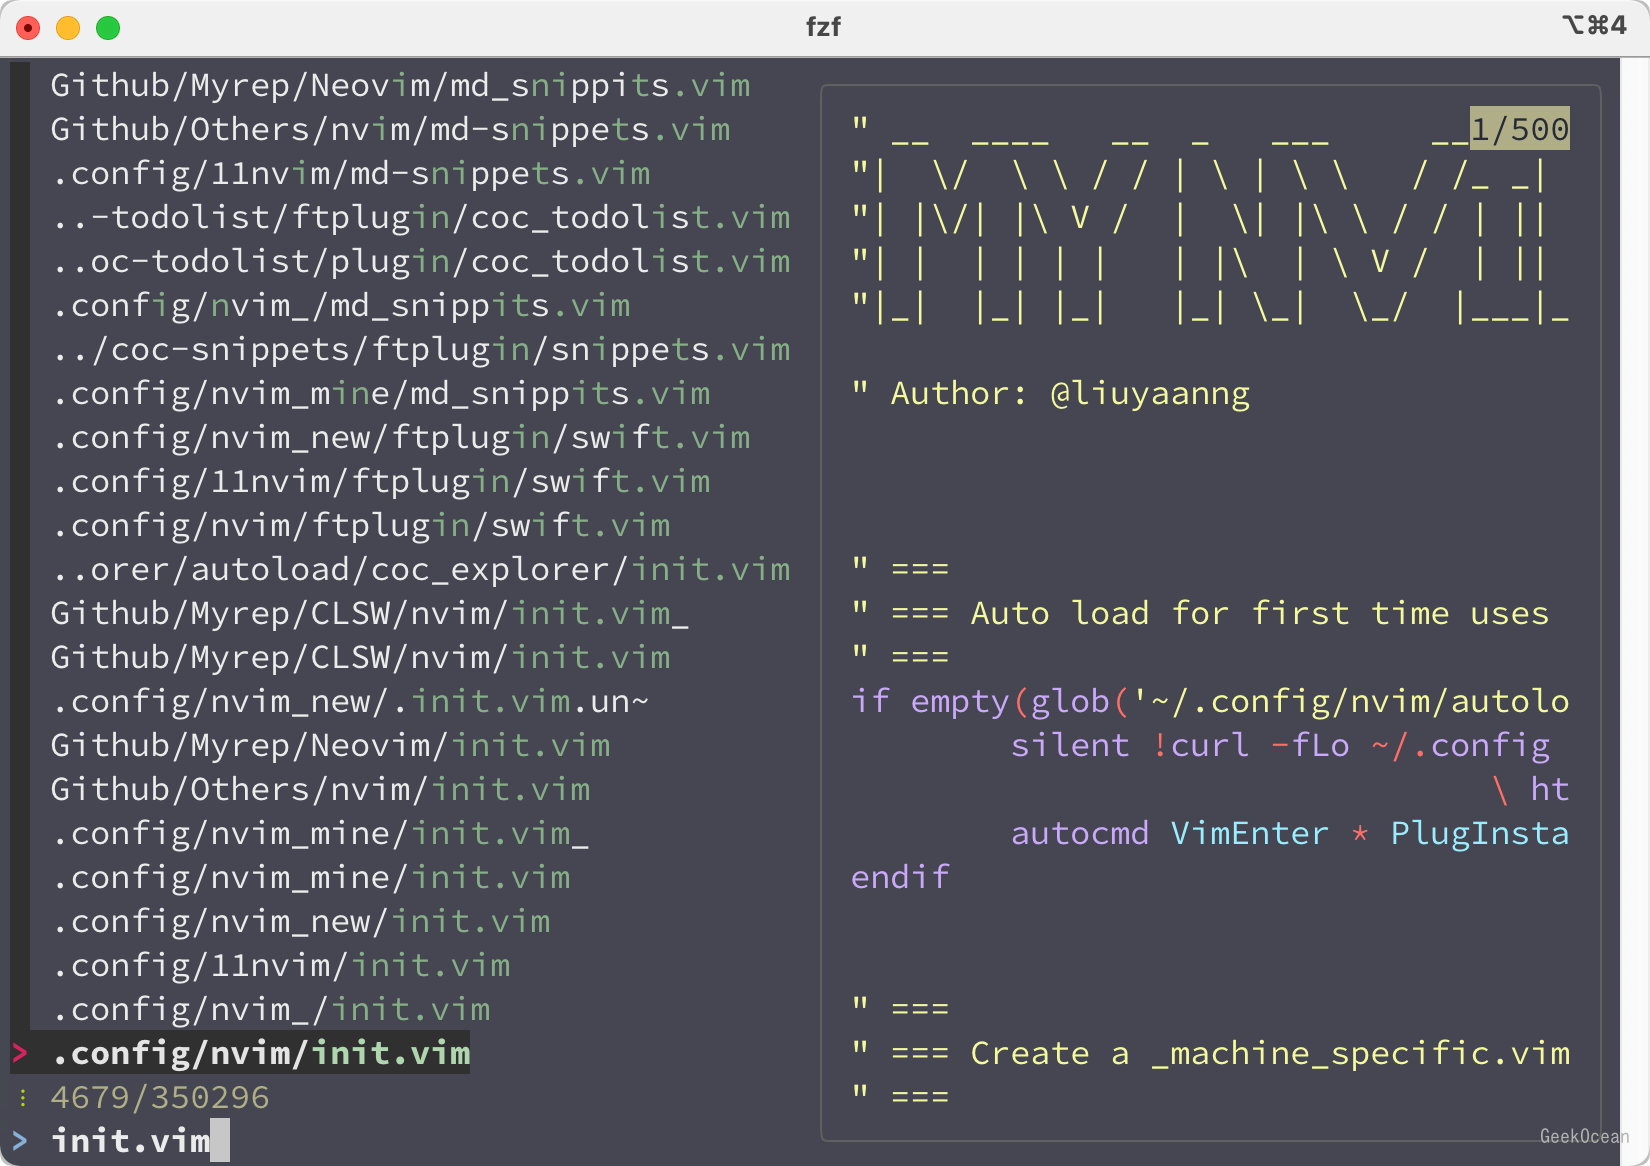 fzf
⌥⌘4
Github/Myrep/Neovim/md_snippits.vim
Github/Others/nvim/md-snippets.vim
.config/11nvim/md-snippets.vim
..-todolist/ftplugin/coc_todolist.vim
..oc-todolist/plugin/coc_todolist.vim
.config/nvim_/md_snippits.vim
../coc-snippets/ftplugin/snippets.vim
.config/nvim_mine/md_snippits.vim
.config/nvim_new/ftplugin/swift.vim
.config/11nvim/ftplugin/swift.vim
.config/nvim/ftplugin/swift.vim
..orer/autoload/coc_explorer/init.vim
Github/Myrep/CLSW/nvim/init.vim_
Github/Myrep/CLSW/nvim/init.vim
.config/nvim_new/.init.vim.un~
Github/Myrep/Neovim/init.vim
Github/Others/nvim/init.vim
.config/nvim_mine/init.vim_
.config/nvim_mine/init.vim
.config/nvim_new/init.vim
.config/11nvim/init.vim
.config/nvim_/init.vim
> .config/nvim/init.vim
4679/350296
> init.vim
" __  ____   __  _   ___     __1/500
"|  \/  \ \ / / | \ | \ \   / /_ _|
"| |\/| |\ V /  |  \| |\ \ / / | ||
"| |  | | | |   | |\  | \ V /  | ||
"|_|  |_| |_|   |_| \_|  \_/  |___|_
" Author: @liuyaanng
" ===
" === Auto load for first time uses
" ===
if empty(glob('~/.config/nvim/autolo
        silent !curl -fLo ~/.config
                                \ ht
        autocmd VimEnter * PlugInsta
endif
" ===
" === Create a _machine_specific.vim
" ===
GeekOcean